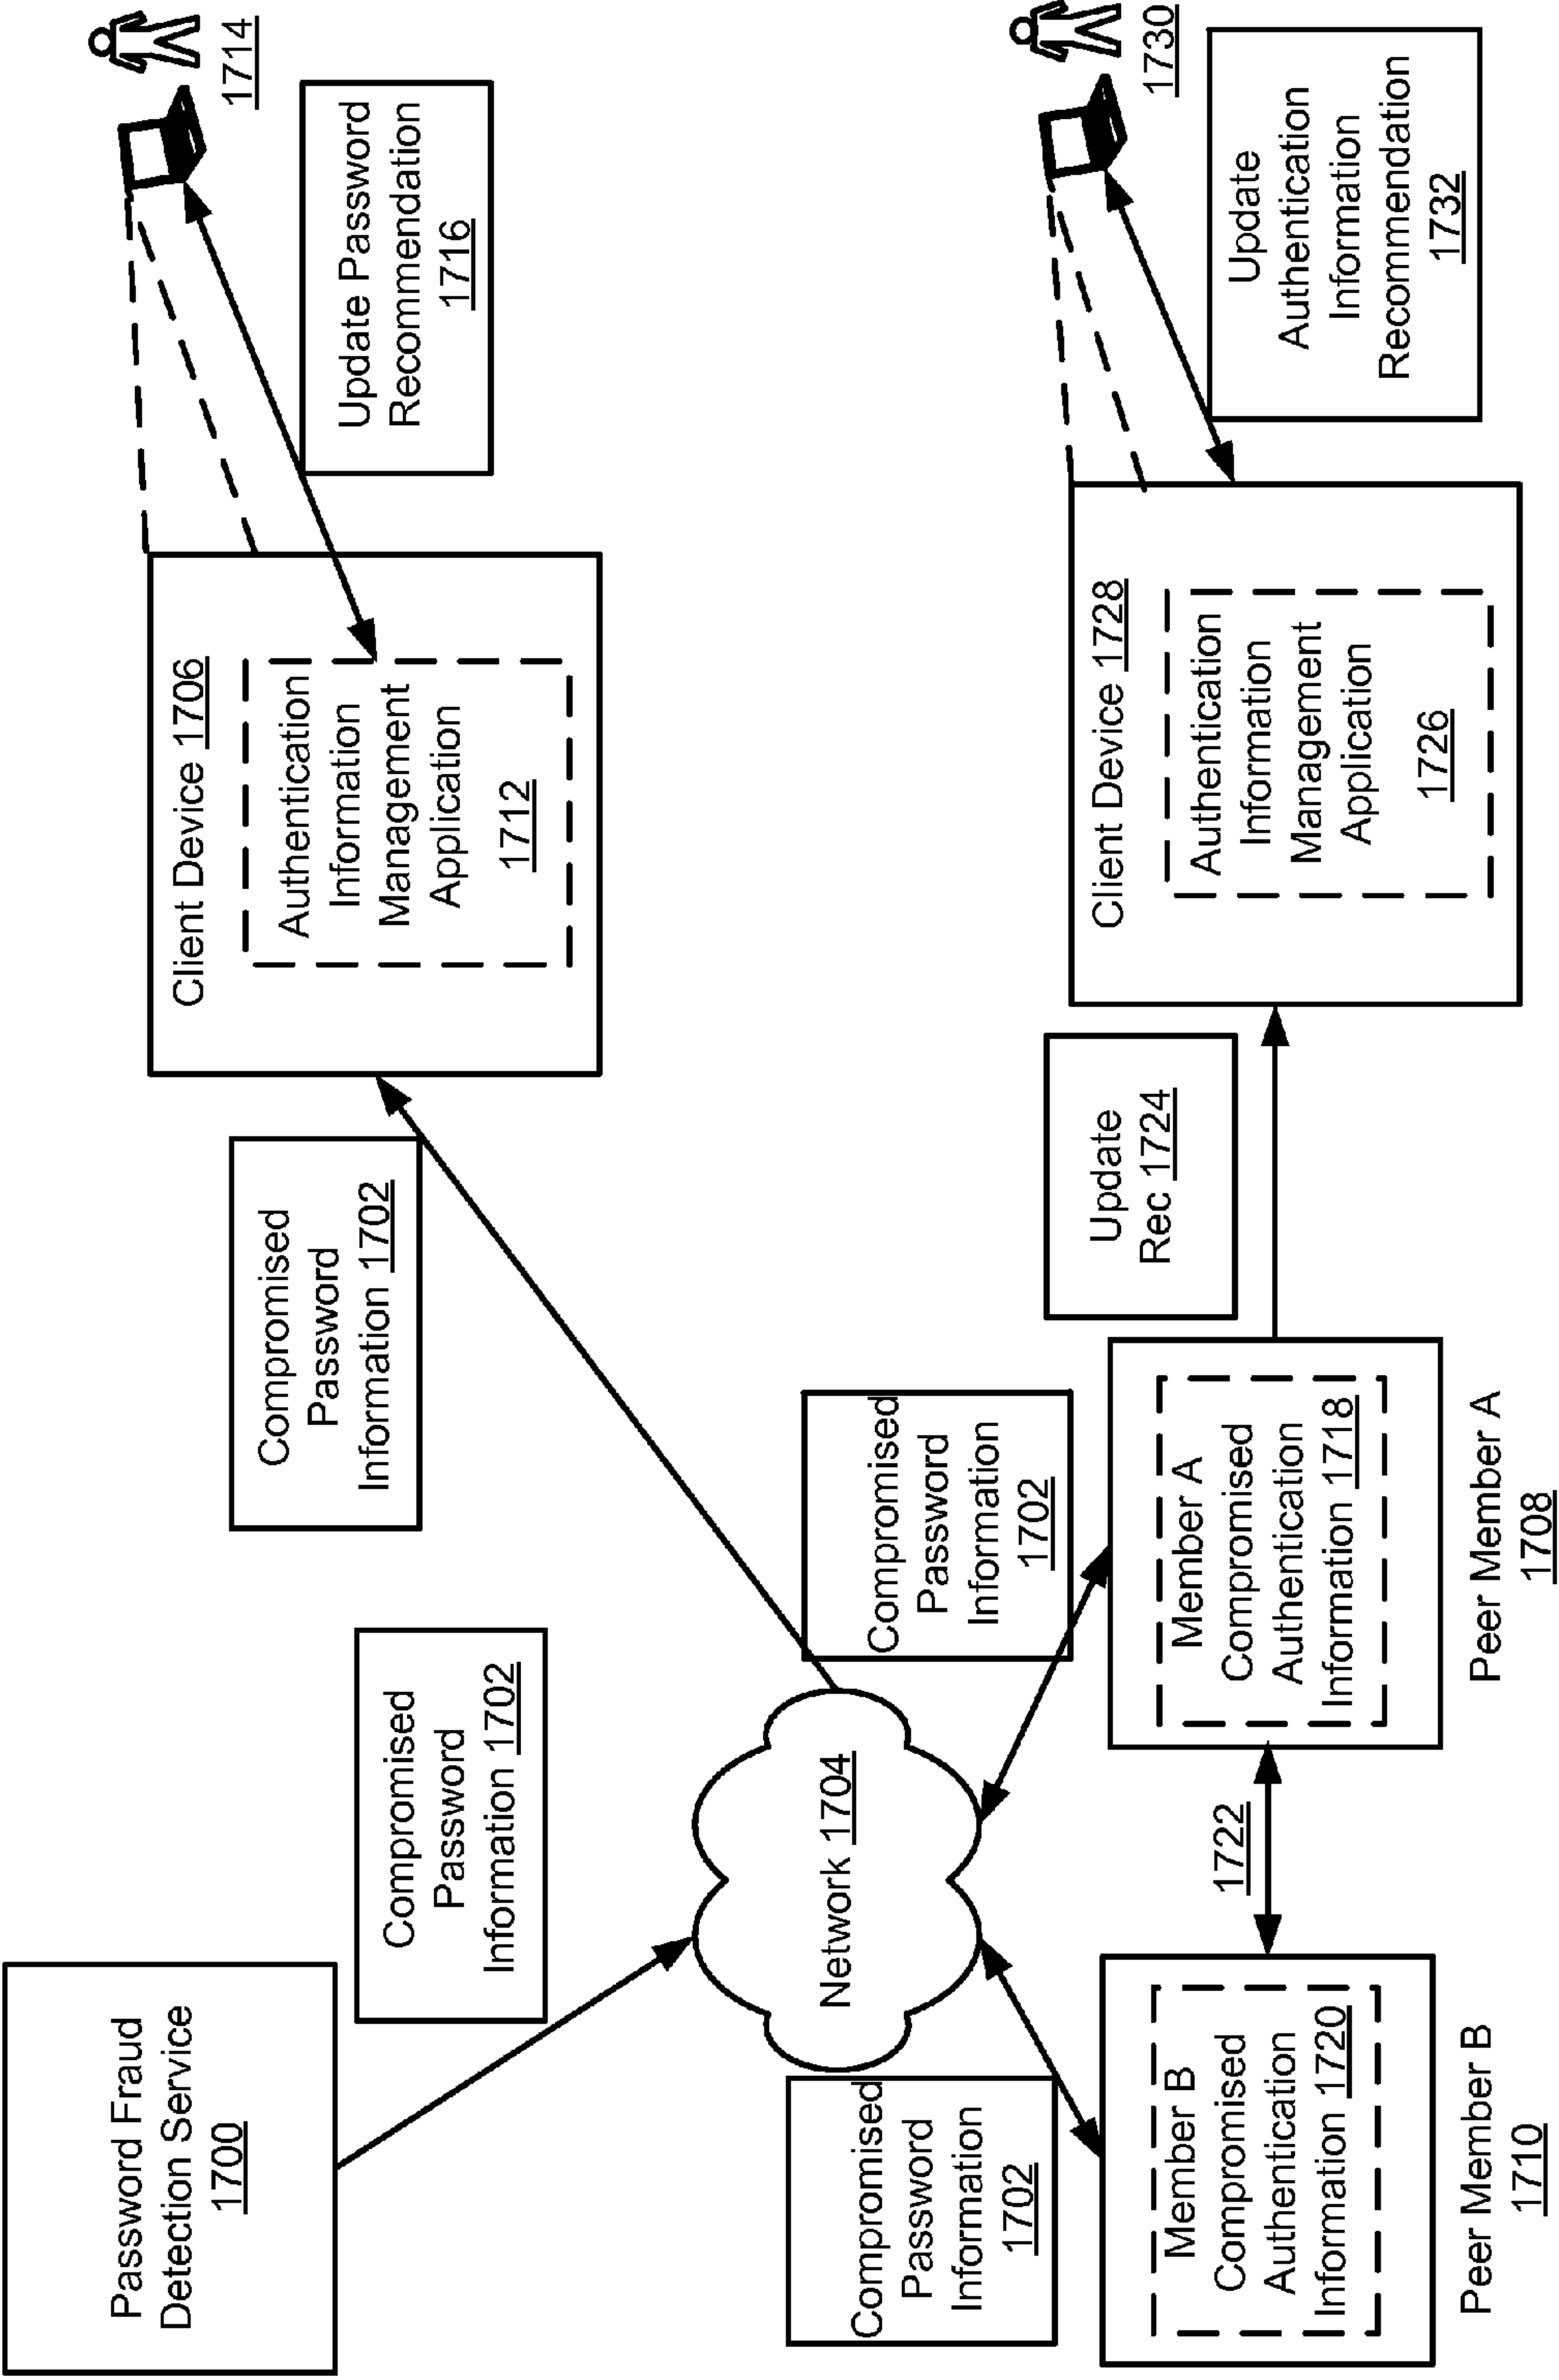 Password Fraud
Detection Service
1700
Compromised
Password
Information 1702
Compromised
Password
Information 1702
Client Device 1706
Authentication
Information
Management
Application
1712
1714
Update Password
Recommendation
1716
Network 1704
Compromised
Password
Information
1702
Compromised
Password
Information
1702
Member B
Compromised
Authentication
Information 1720
Peer Member B
1710
1722
Member A
Compromised
Authentication
Information 1718
Peer Member A
1708
Update
Rec 1724
Client Device 1728
Authentication
Information
Management
Application
1726
1730
Update
Authentication
Information
Recommendation
1732